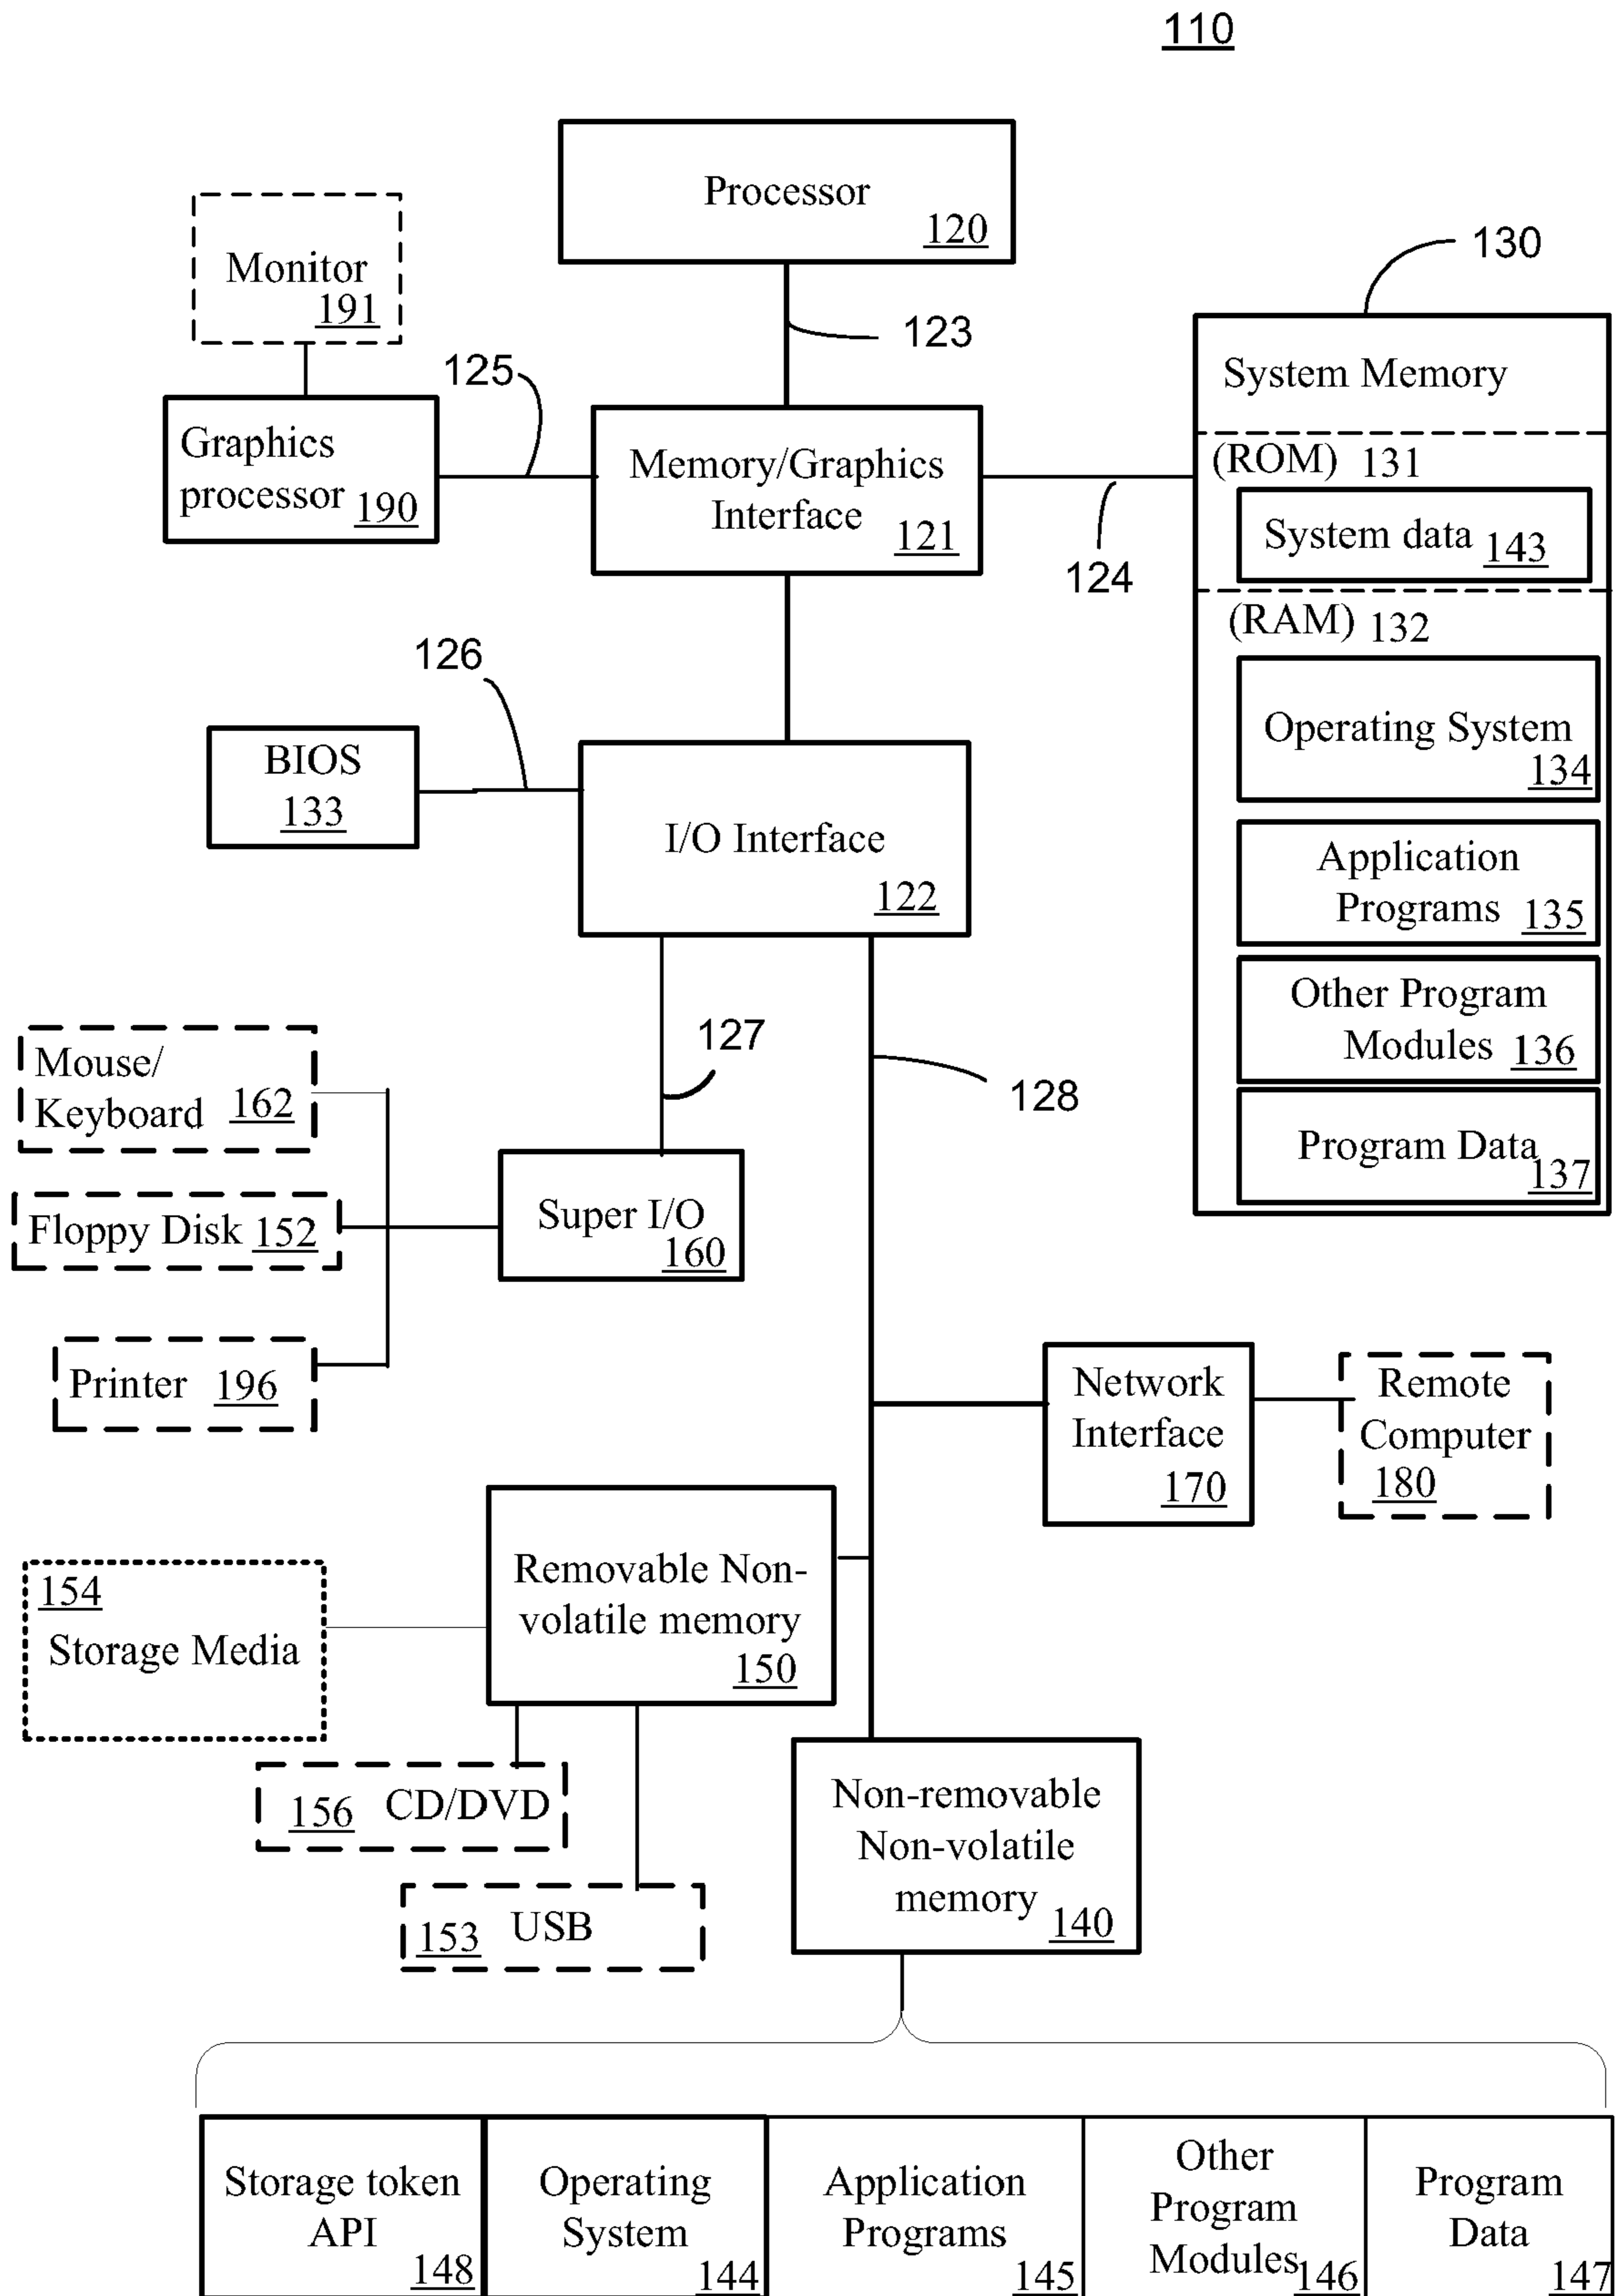 110
Processor
120
Monitor
191
130
123
125
System Memory
Graphics
processor 190
Memory/Graphics
Interface
121
(ROM) 131
System data 143
124
(RAM) 132
126
Operating System
134
BIOS
133
I/O Interface
122
Application
Programs 135
Other Program
Modules 136
127
Mouse/
Keyboard 162
128
Program Data
137
Super I/O
160
Floppy Disk 152
Printer 196
Network
Interface
170
Remote
Computer
180
Removable Non-
volatile memory
150
154
Storage Media
156 CD/DVD
Non-removable
Non-volatile
memory 140
153 USB
Storage token
API
148
Operating
System
144
Application
Programs
145
Other
Program
Modules 146
Program
Data
147